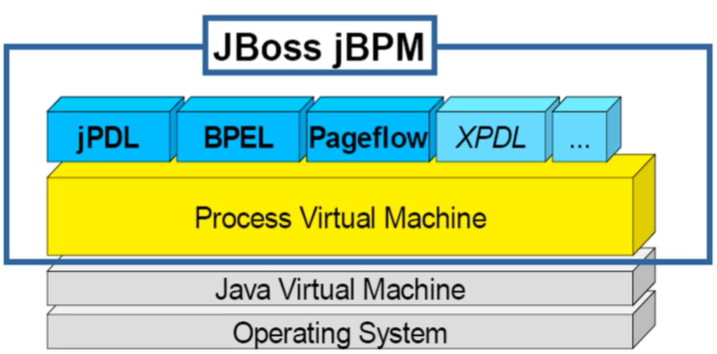 JBoss jBPM
jPDL BPEL Pageflow XPDL ...
Process Virtual Machine
Java Virtual Machine
Operating System